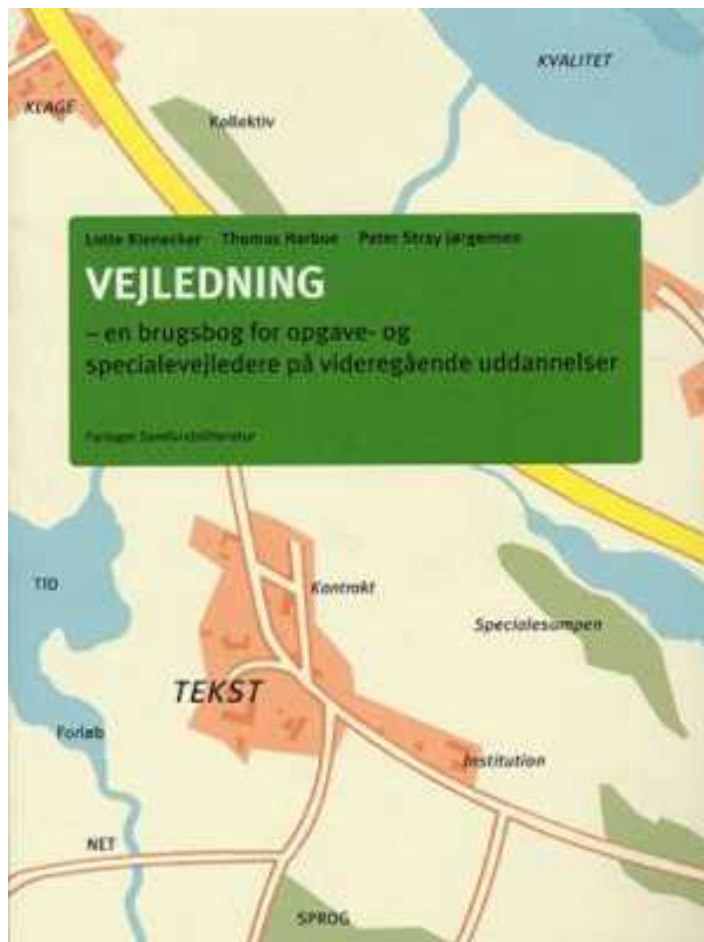 KVALITET
KLAGE
Kollektiv
Lotte Rienecker Thomas Harboe Peter Stray Jørgensen
VEJLEDNING
– en brugsbog for opgave- og
specialevejledere på videregående uddannelser
Forlaget Samfundslitteratur
TID
Kontrakt
Specialesumpen
TEKST
Forløb
Institution
NET
SPROG